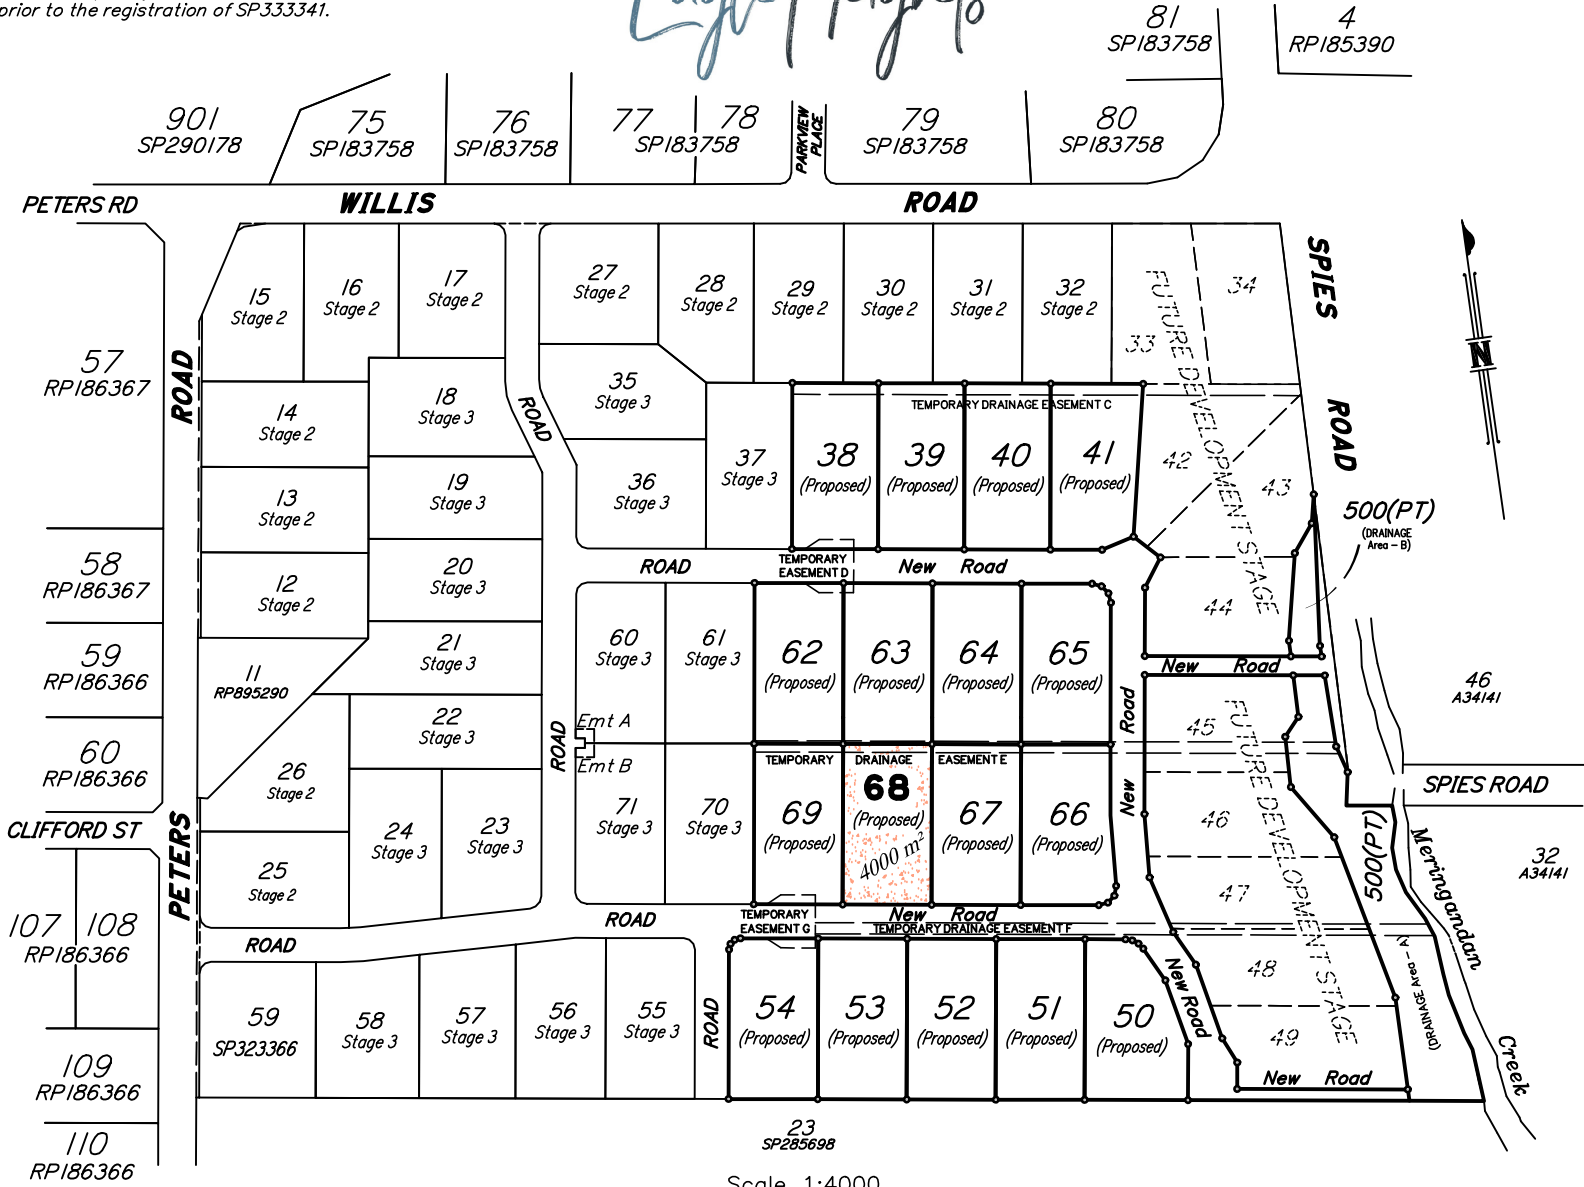 prior to the registration of SP333341.
81
SP183758
4
RP185390
901
SP290178
75
SP183758
76
SP183758
77
78
SP183758
PARKVIEW
PLACE
79
SP183758
80
SP183758
PETERS RD
WILLIS
ROAD
SPIES
ROAD
N
15
Stage 2
16
Stage 2
17
Stage 2
27
Stage 2
28
Stage 2
29
Stage 2
30
Stage 2
31
Stage 2
32
Stage 2
33
34
FUTURE DEVELOPMENT STAGE
57
RP186367
ROAD
14
Stage 2
18
Stage 3
ROAD
35
Stage 3
TEMPORARY DRAINAGE EASEMENT C
13
Stage 2
19
Stage 3
36
Stage 3
37
Stage 3
38
(Proposed)
39
(Proposed)
40
(Proposed)
41
(Proposed)
42
43
500(PT)
(DRAINAGE
Area - B)
58
RP186367
12
Stage 2
20
Stage 3
ROAD
TEMPORARY
EASEMENT D
New Road
44
59
RP186366
11
RP895290
21
Stage 3
60
Stage 3
61
Stage 3
62
(Proposed)
63
(Proposed)
64
(Proposed)
65
(Proposed)
New Road
New Road
46
A34141
60
RP186366
22
Stage 3
ROAD
Emt A
Emt B
TEMPORARY DRAINAGE EASEMENT E
45
FUTURE DEVELOPMENT STAGE
SPIES ROAD
CLIFFORD ST
PETERS
26
Stage 2
24
Stage 3
23
Stage 3
71
Stage 3
70
Stage 3
69
(Proposed)
68
(Proposed)
4000 m²
67
(Proposed)
66
(Proposed)
46
500(PT)
Meringandan
Creek
32
A34141
25
Stage 2
47
107
108
RP186366
ROAD
ROAD
TEMPORARY
EASEMENT G
New Road
TEMPORARY DRAINAGE EASEMENT F
(DRAINAGE Area - A)
59
SP323366
58
Stage 3
57
Stage 3
56
Stage 3
55
Stage 3
ROAD
54
(Proposed)
53
(Proposed)
52
(Proposed)
51
(Proposed)
50
(Proposed)
New Road
48
49
New Road
109
RP186366
110
RP186366
23
SP285698
Scale 1:4000